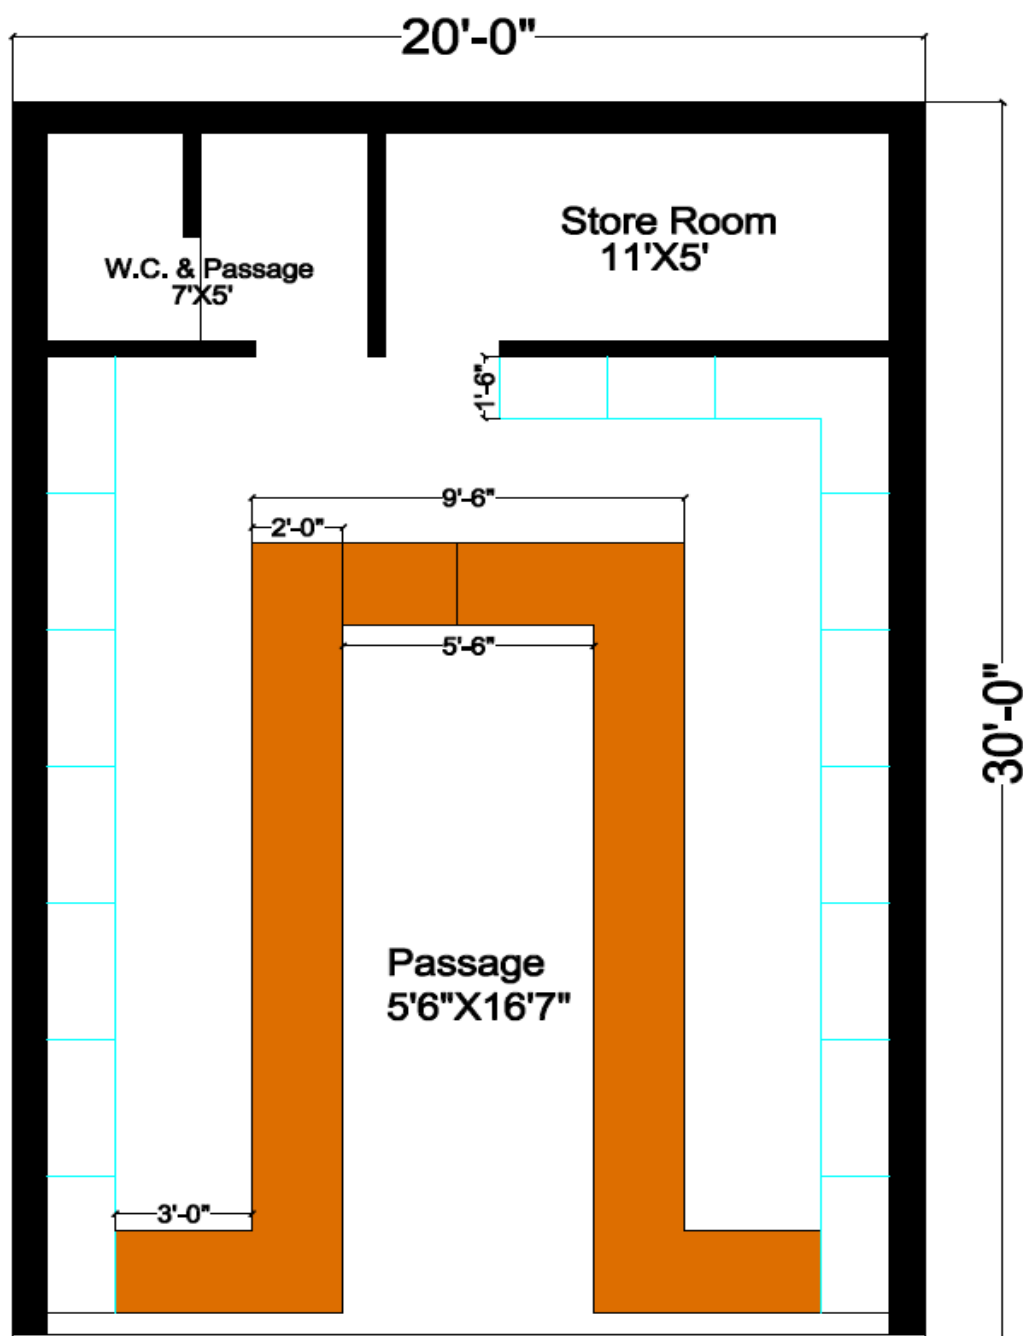 20'-0"
Store Room
11'X5'
W.C. & Passage
7'X5'
1'-6"
9'-6"
2'-0"
5'-6"
30'-0"
Passage
5'6"X16'7"
3'-0"